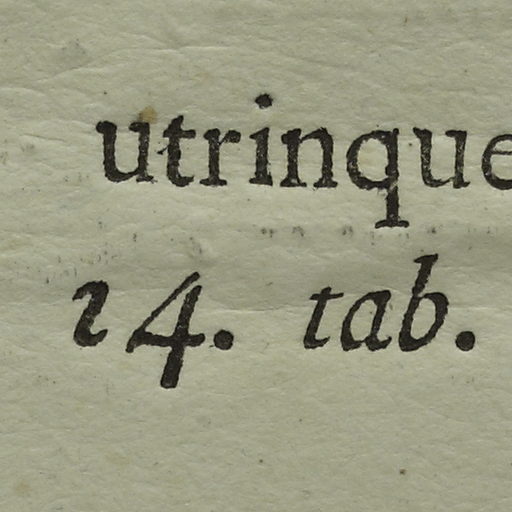 utrinque
24. tab.